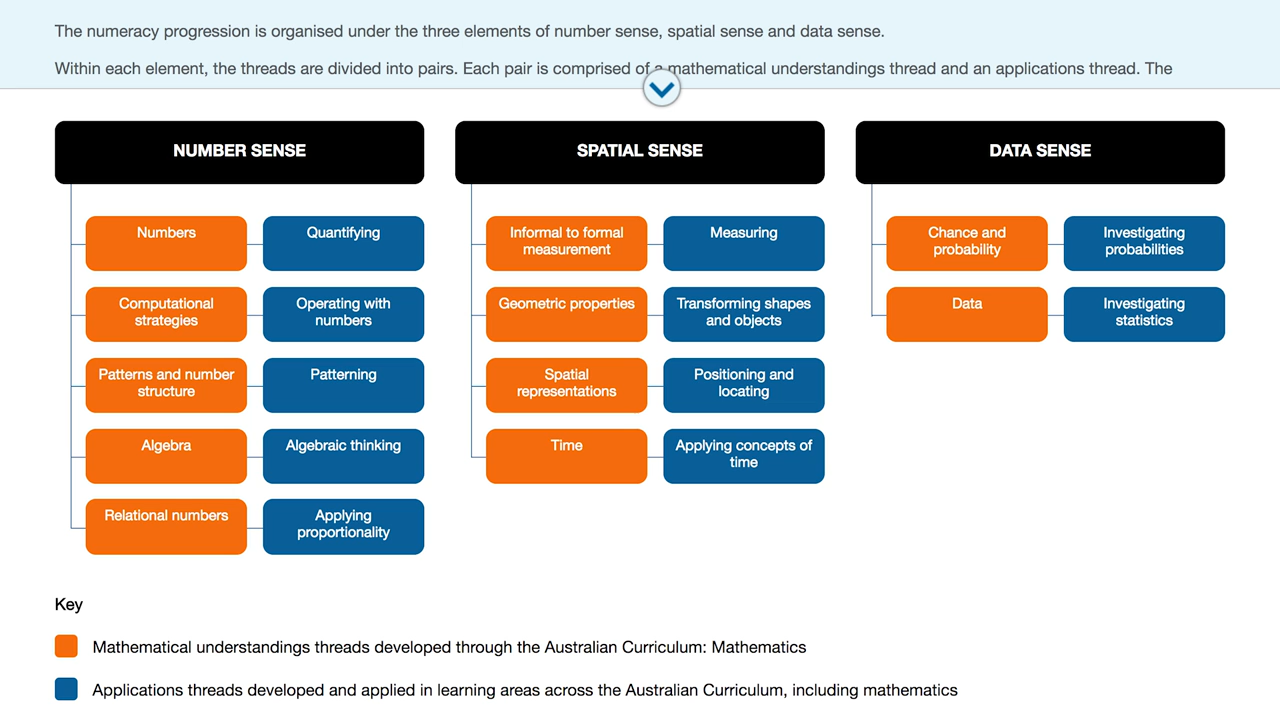 The numeracy progression is organised under the three elements of number sense, spatial sense and data sense.
Within each element, the threads are divided into pairs. Each pair is comprised of a mathematical understandings thread and an applications thread. The
NUMBER SENSE
Numbers
Quantifying
Computational
strategies
Operating with
numbers
Patterns and number
structure
Patterning
Algebra
Algebraic thinking
Relational numbers
Applying
proportionality
SPATIAL SENSE
Informal to formal
measurement
Measuring
Geometric properties
Transforming shapes
and objects
Spatial
representations
Positioning and
locating
Time
Applying concepts of
time
DATA SENSE
Chance and
probability
Investigating
probabilities
Data
Investigating
statistics
Key
Mathematical understandings threads developed through the Australian Curriculum: Mathematics
Applications threads developed and applied in learning areas across the Australian Curriculum, including mathematics